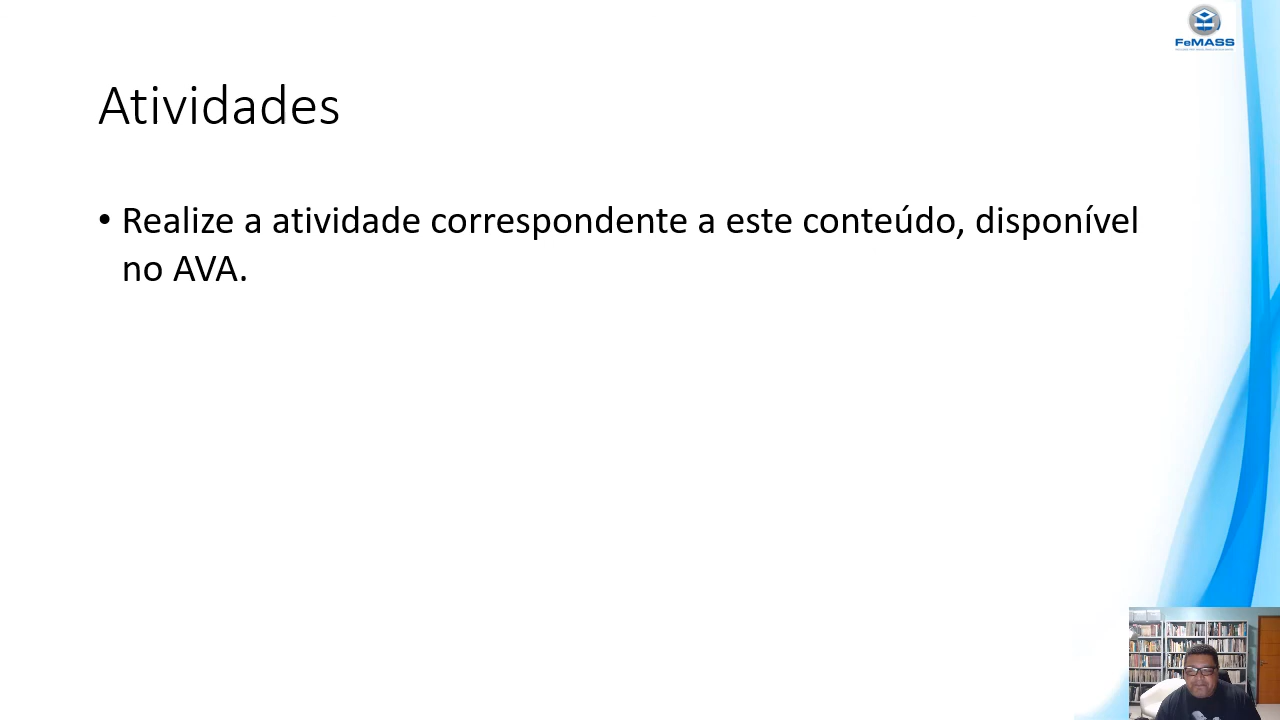 FeMASS
Atividades
• Realize a atividade correspondente a este conteúdo, disponível
no AVA.